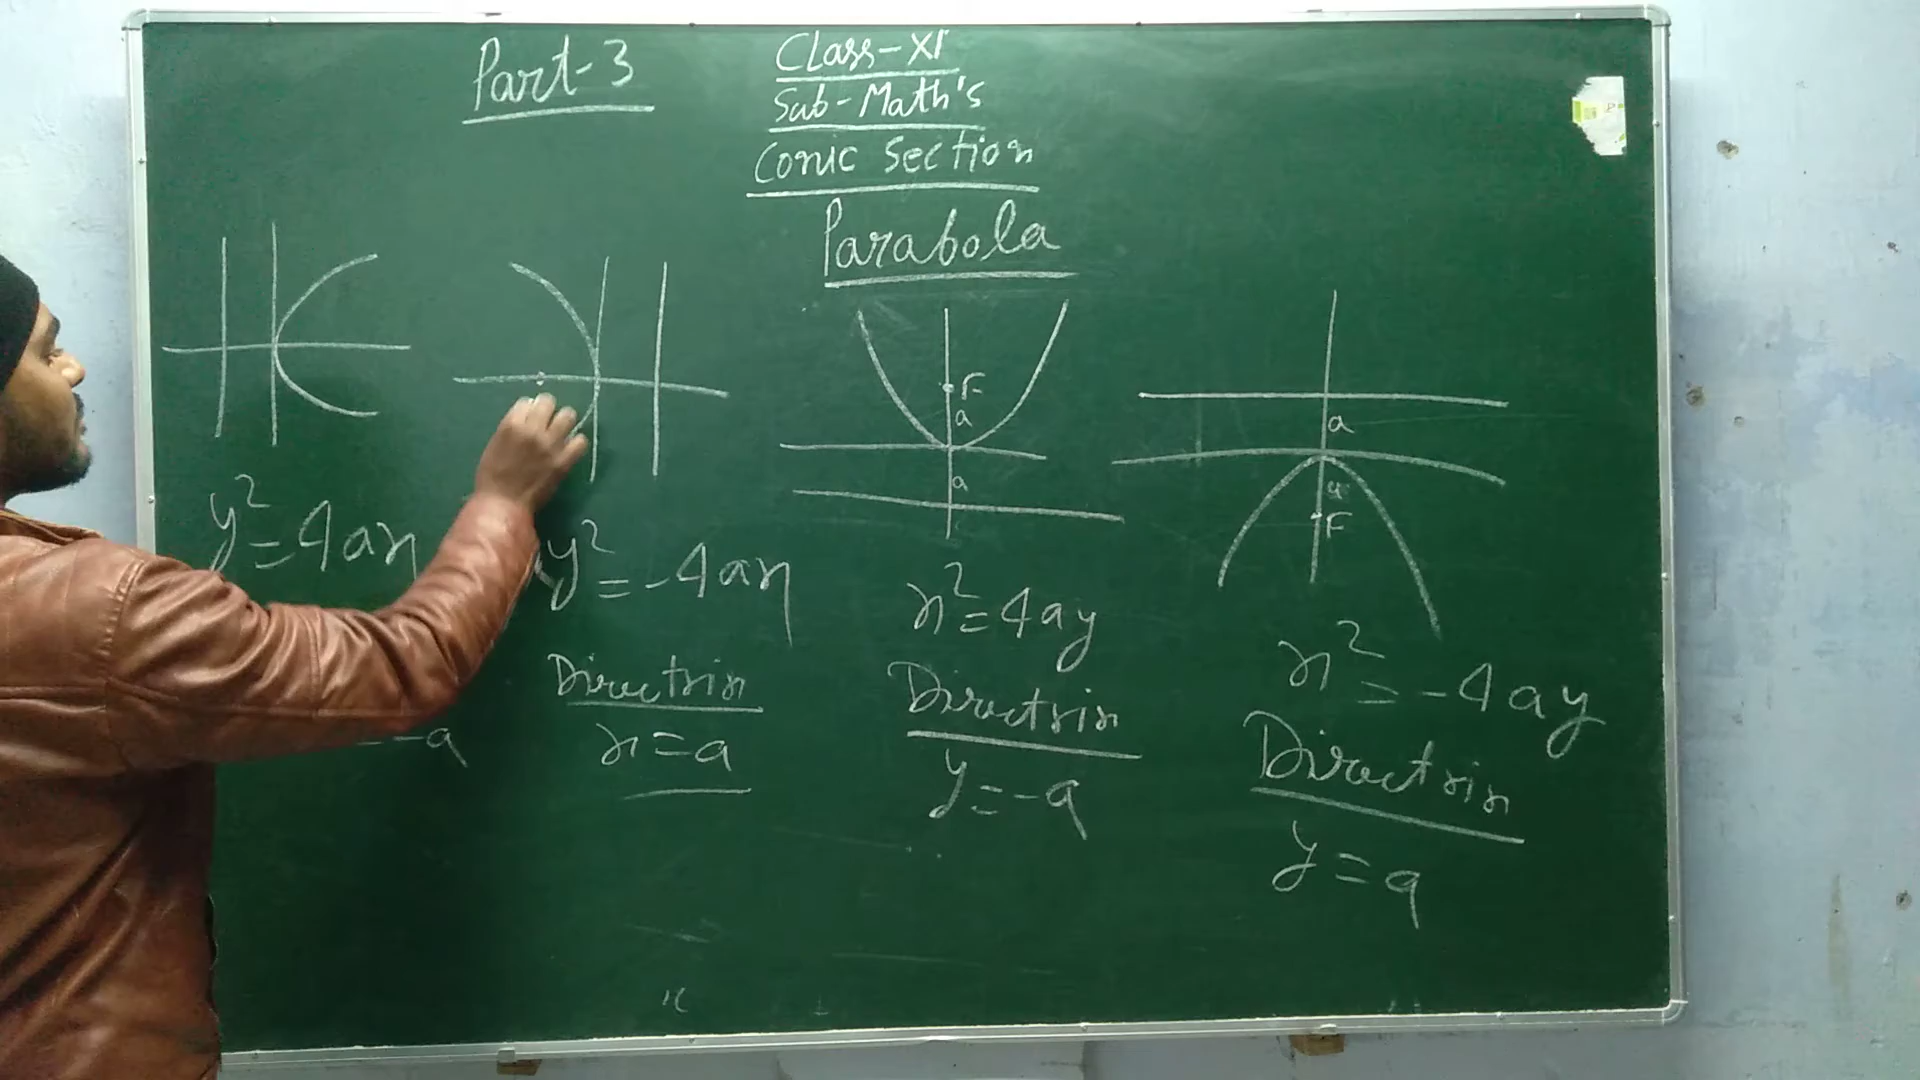 Part-3
Class-XI
Sub-Math's
Conic Section
Parabola
F
a
a
a
a
F
y²=4ax
=-a
y²=-4ax
Directrix
x=a
x²=4ay
Directrix
y=-a
x²=-4ay
Directrix
y=a